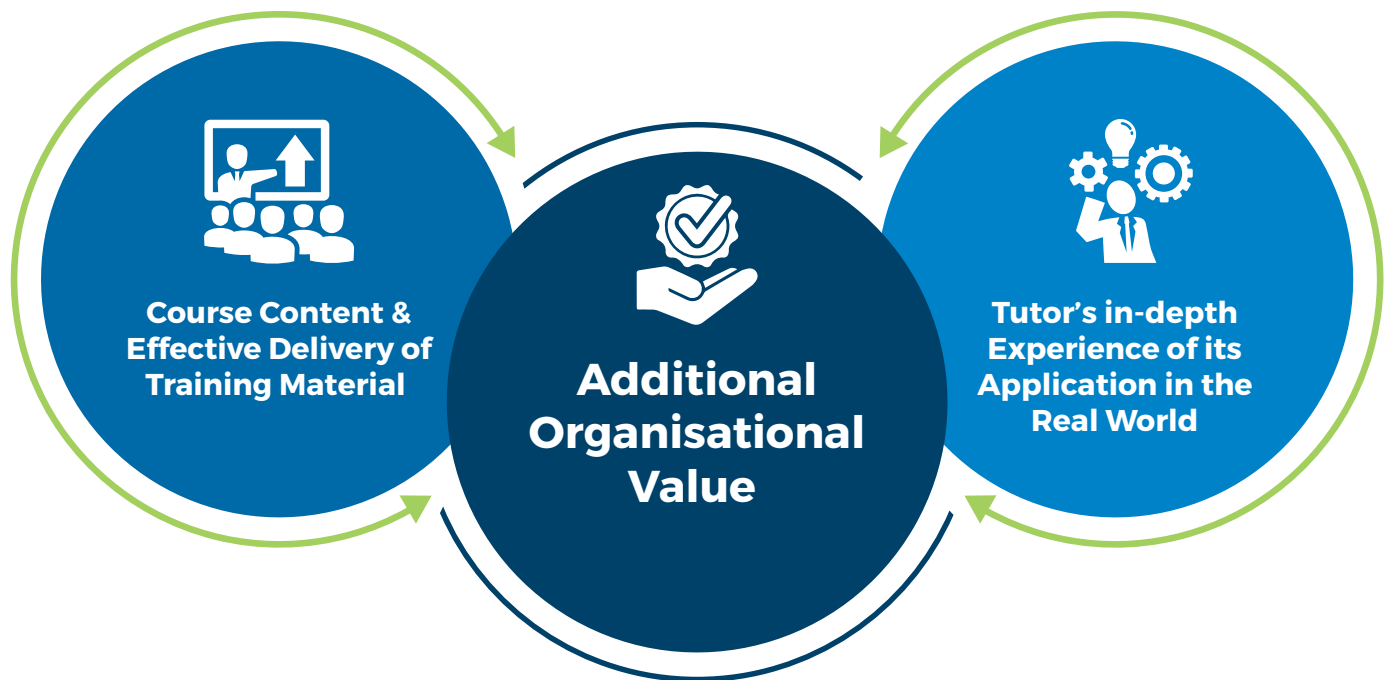 Course Content &
Effective Delivery of
Training Material
Additional
Organisational
Value
Tutor’s in-depth
Experience of its
Application in the
Real World